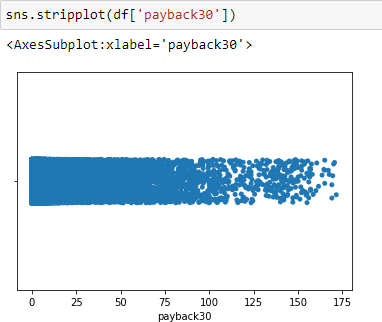 sns.stripplot(df['payback30'])
<AxesSubplot:xlabel='payback30'>
0 25 50 75 100 125 150 175
payback30